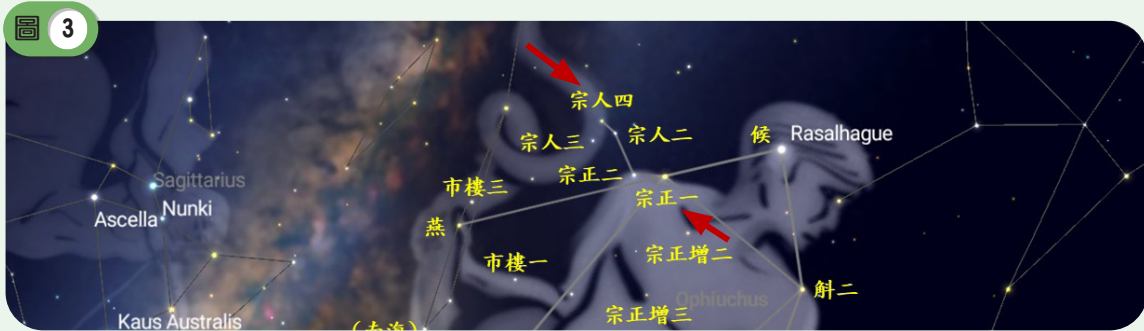 圖 3
宗人四
宗人三
宗人二
候
Rasalhague
宗正二
市樓三
宗正一
Sagittarius
Ascella
Nunki
燕
市樓一
宗正增二
斛二
Ophiuchus
宗正增三
Kaus Australis
(南海)